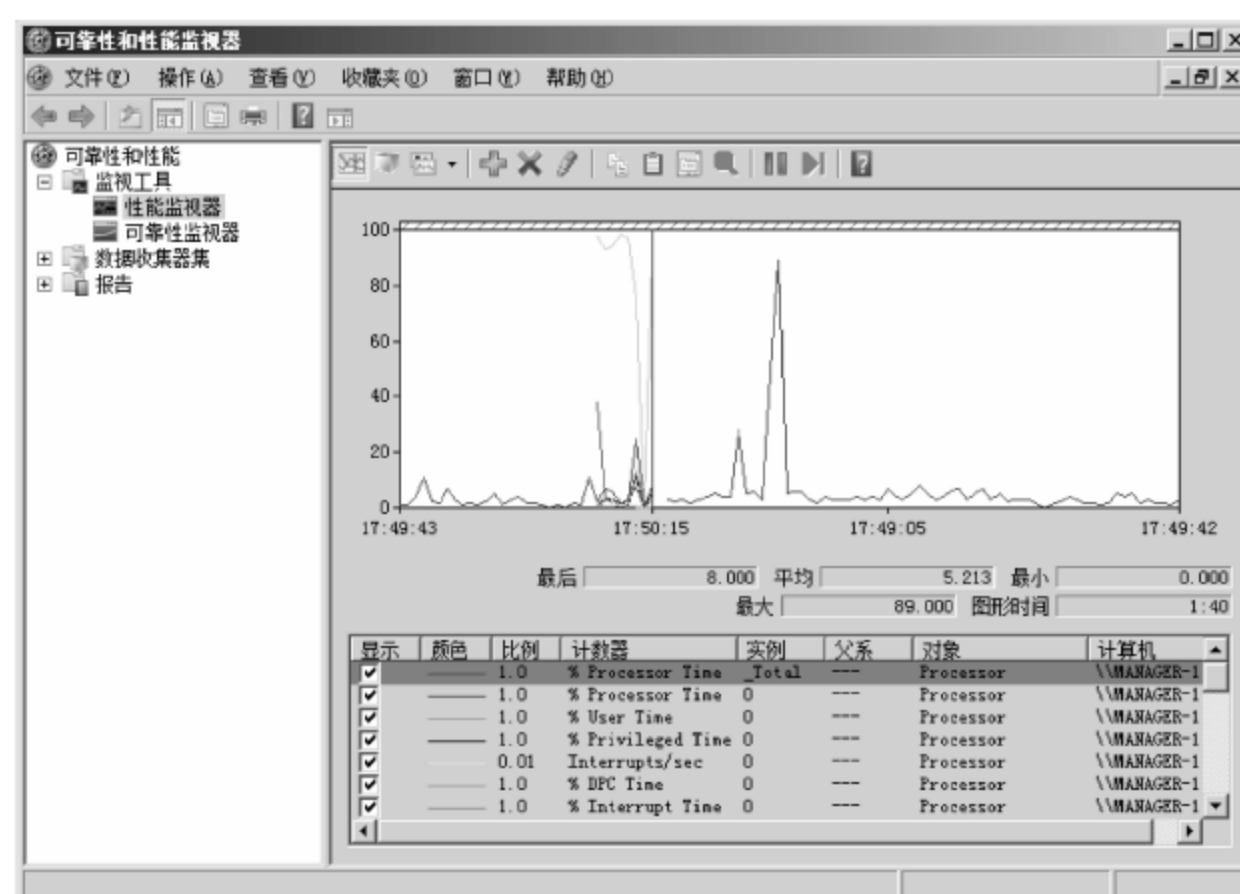 可靠性和性能监视器
文件(F) 操作(A) 查看(V) 收藏夹(O) 窗口(W) 帮助(H)
可靠性和性能
监视工具
性能监视器
可靠性监视器
数据收集器集
报告
100
80
60
40
20
0
17:49:43 17:50:15 17:49:05 17:49:42
最后 8.000 平均 5.213 最小 0.000
最大 89.000 图形时间 1:40
显示 颜色 比例 计数器 实例 父系 对象 计算机
1.0 % Processor Time _Total --- Processor \\MANAGER-1
1.0 % Processor Time 0 --- Processor \\MANAGER-1
1.0 % User Time 0 --- Processor \\MANAGER-1
1.0 % Privileged Time 0 --- Processor \\MANAGER-1
0.01 Interrupts/sec 0 --- Processor \\MANAGER-1
1.0 % DPC Time 0 --- Processor \\MANAGER-1
1.0 % Interrupt Time 0 --- Processor \\MANAGER-1